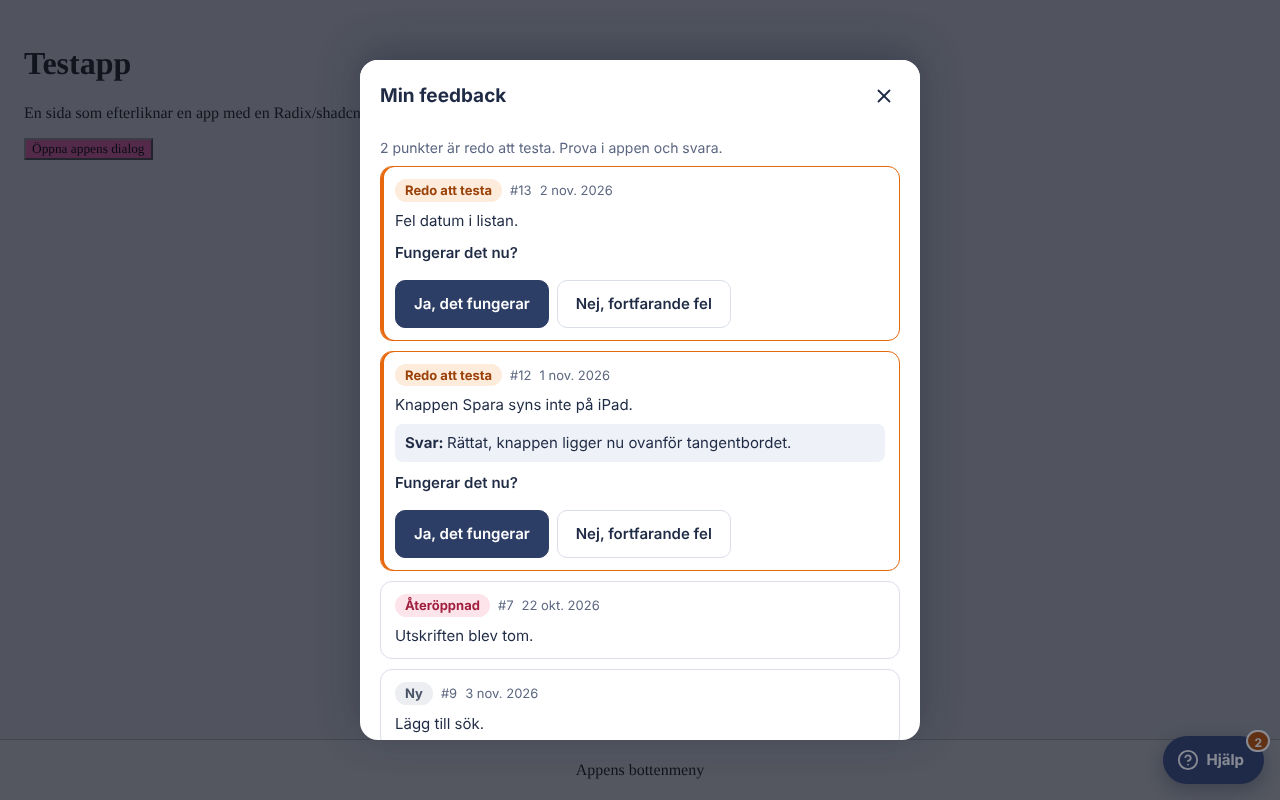 Testapp
En sida som efterliknar en app med en Radix/shadcn
Öppna appens dialog
Min feedback
2 punkter är redo att testa. Prova i appen och svara.
Redo att testa #13 2 nov. 2026
Fel datum i listan.
Fungerar det nu?
Ja, det fungerar Nej, fortfarande fel
Redo att testa #12 1 nov. 2026
Knappen Spara syns inte på iPad.
Svar: Rättat, knappen ligger nu ovanför tangentbordet.
Fungerar det nu?
Ja, det fungerar Nej, fortfarande fel
Återöppnad #7 22 okt. 2026
Utskriften blev tom.
Ny #9 3 nov. 2026
Lägg till sök.
Appens bottenmeny
Hjälp 2